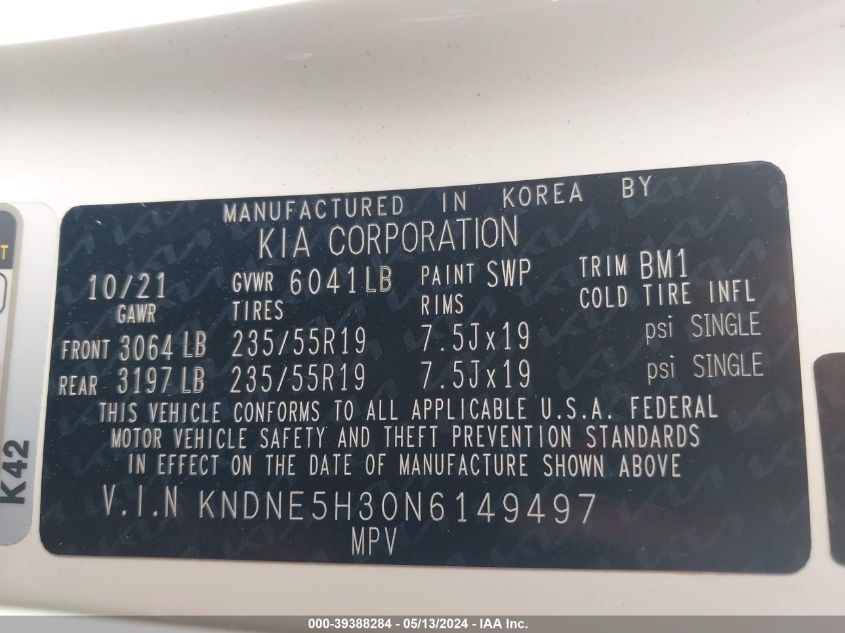 MANUFACTURED IN KOREA BY
KIA CORPORATION
10/21 GVWR 6041LB PAINT SWP TRIM BM1
GAWR TIRES RIMS COLD TIRE INFL
FRONT 3064 LB 235/55R19 7.5Jx19 psi SINGLE
REAR 3197 LB 235/55R19 7.5Jx19 psi SINGLE
THIS VEHICLE CONFORMS TO ALL APPLICABLE U.S.A. FEDERAL
MOTOR VEHICLE SAFETY AND THEFT PREVENTION STANDARDS
IN EFFECT ON THE DATE OF MANUFACTURE SHOWN ABOVE
V.I.N KNDNE5H30N6149497
MPV
K42
000-39388284 - 05/13/2024 - IAA Inc.